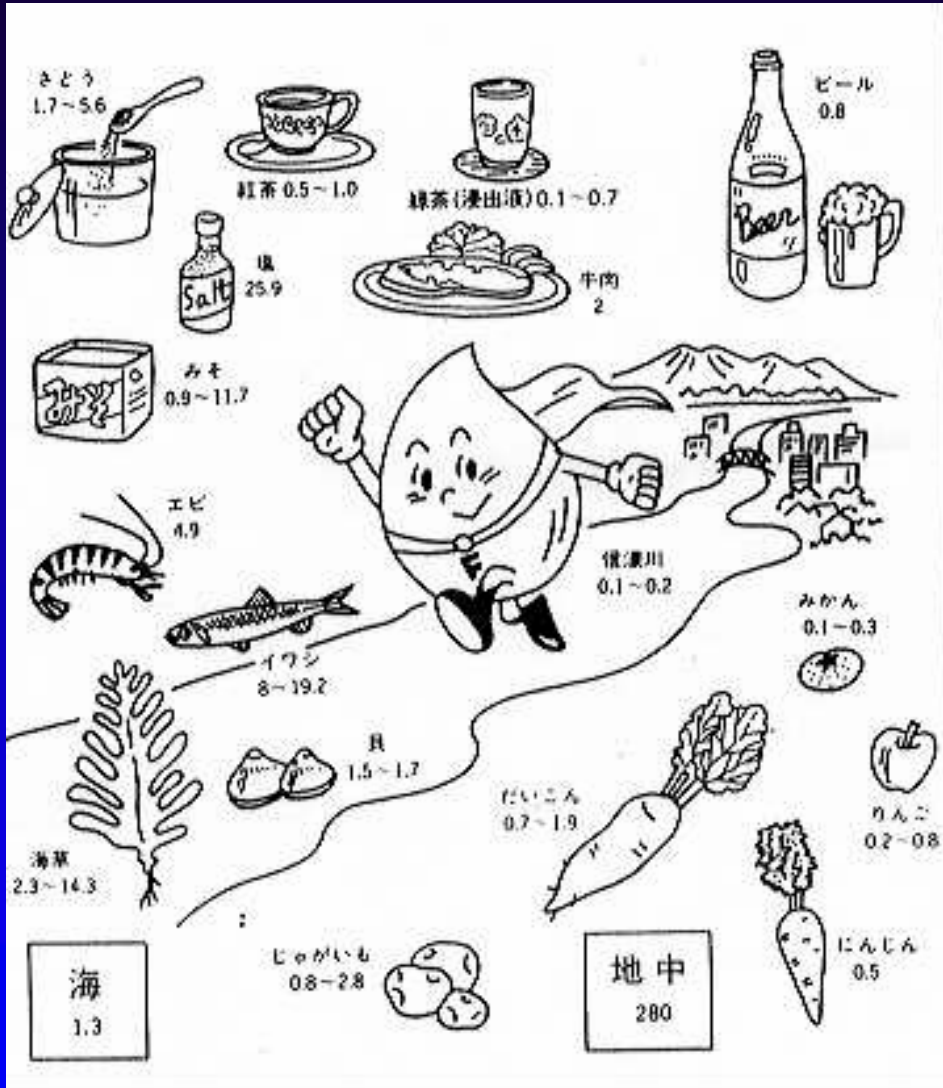 さとう
1.7~5.6
紅茶 0.5~1.0
緑茶(浸出液)0.1~0.7
ビール
0.8
Beer
Salt
塩
25.9
牛肉
2
みそ
0.9~11.7
みそ
エビ
4.9
イワシ
8~19.2
信濃川
0.1~0.2
みかん
0.1~0.3
貝
1.5~1.7
だいこん
0.7~1.9
りんご
0.2~0.8
海草
2.3~14.3
にんじん
0.5
じゃがいも
0.8~2.8
海
1.3
地中
280